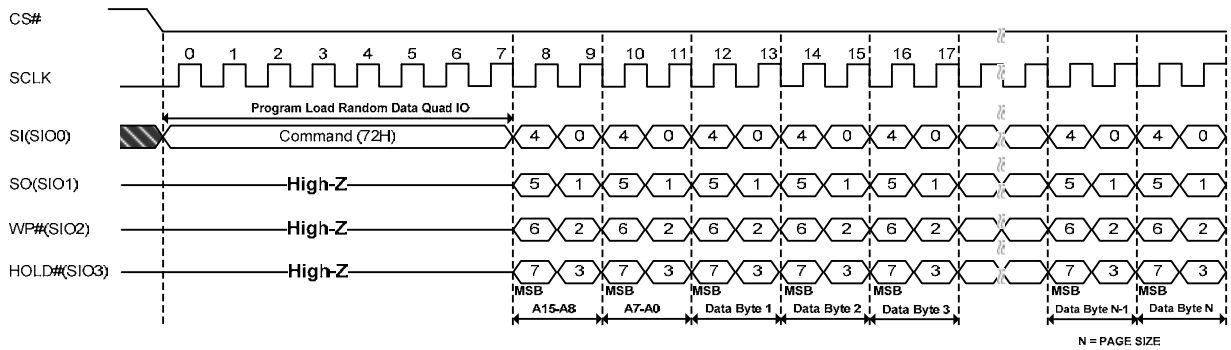 CS#
0 1 2 3 4 5 6 7 8 9 10 11 12 13 14 15 16 17
SCLK
Program Load Random Data Quad IO
SI(SIO0) Command (72H) 4 0 4 0 4 0 4 0 4 0 4 0 4 0
SO(SIO1) High-Z 5 1 5 1 5 1 5 1 5 1 5 1 5 1
WP#(SIO2) High-Z 6 2 6 2 6 2 6 2 6 2 6 2 6 2
HOLD#(SIO3) High-Z 7 3 7 3 7 3 7 3 7 3 7 3 7 3
MSB MSB MSB MSB MSB MSB MSB
A15-A8 A7-A0 Data Byte 1 Data Byte 2 Data Byte 3 Data Byte N-1 Data Byte N
N = PAGE SIZE